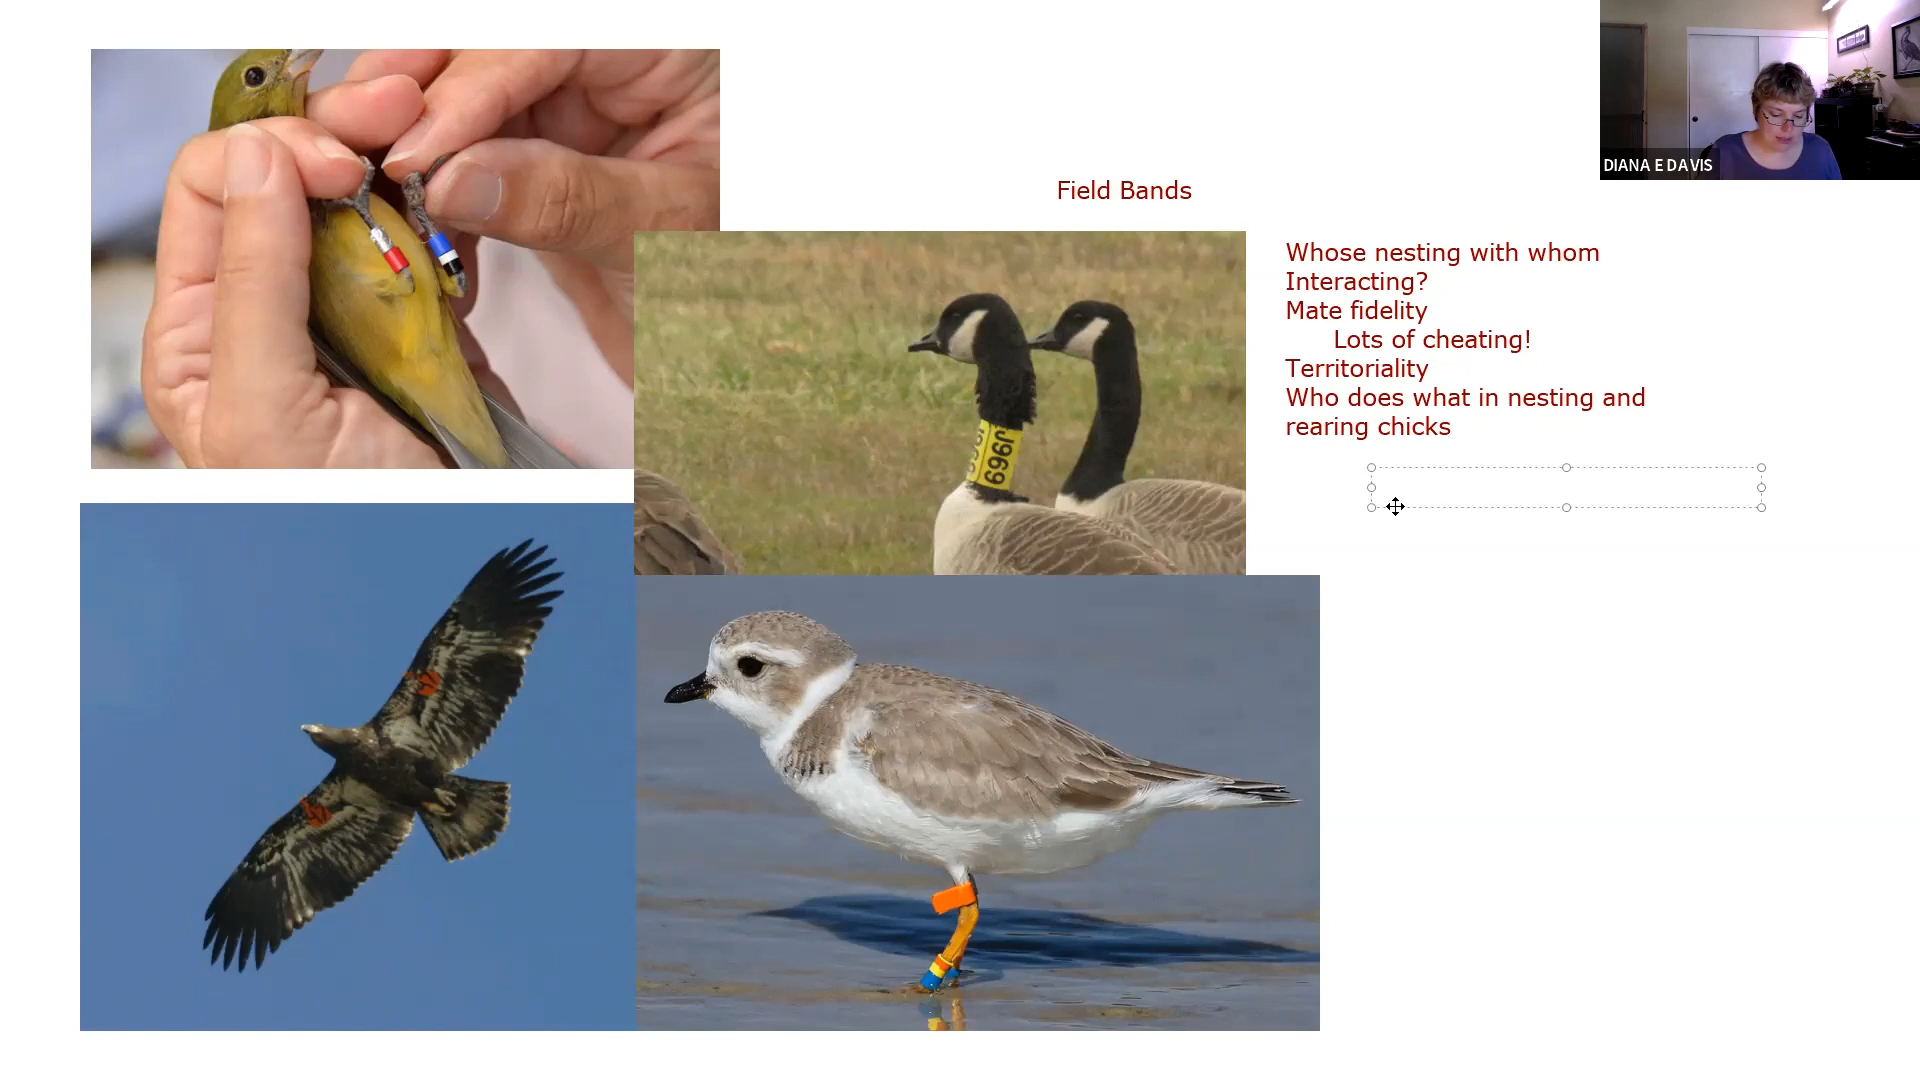 DIANA E DAVIS
Field Bands
Whose nesting with whom
Interacting?
Mate fidelity
Lots of cheating!
Territoriality
Who does what in nesting and
rearing chicks
J969